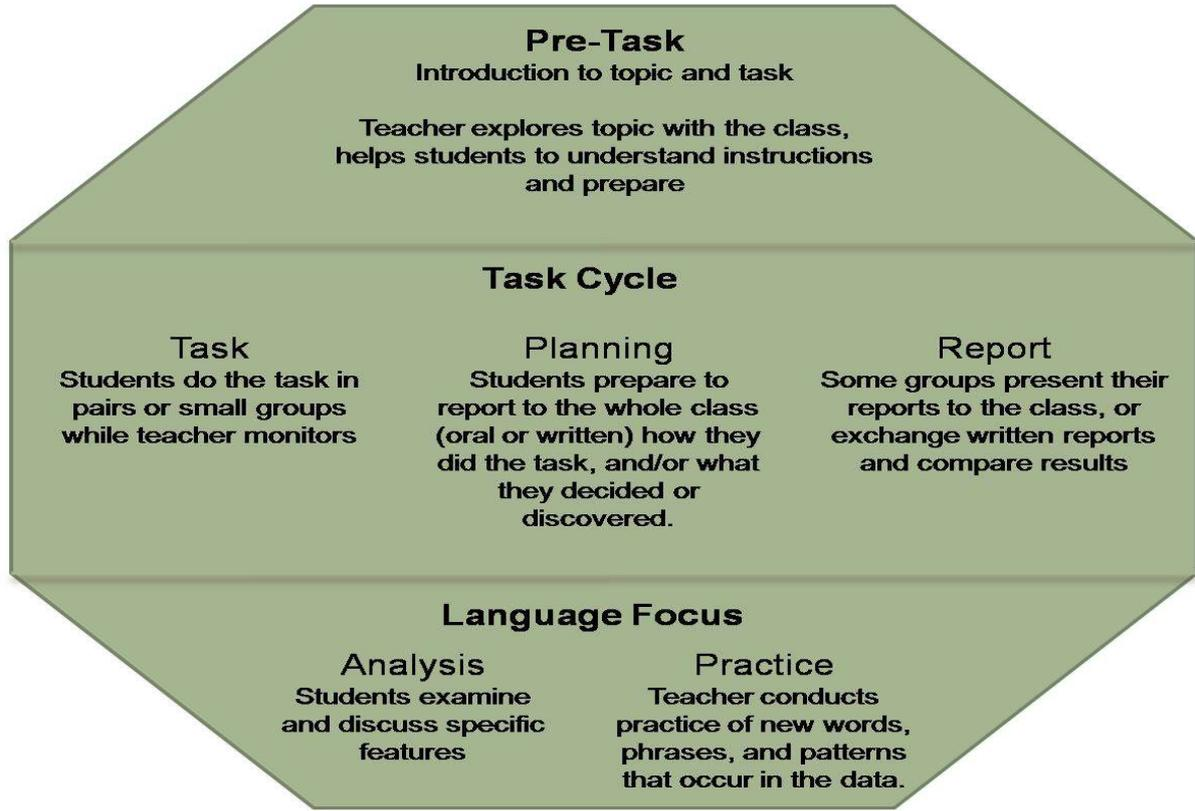 Pre-Task
Introduction to topic and task
Teacher explores topic with the class,
helps students to understand instructions
and prepare
Task Cycle
Task
Students do the task in
pairs or small groups
while teacher monitors
Planning
Students prepare to
report to the whole class
(oral or written) how they
did the task, and/or what
they decided or
discovered.
Report
Some groups present their
reports to the class, or
exchange written reports
and compare results
Language Focus
Analysis
Students examine
and discuss specific
features
Practice
Teacher conducts
practice of new words,
phrases, and patterns
that occur in the data.